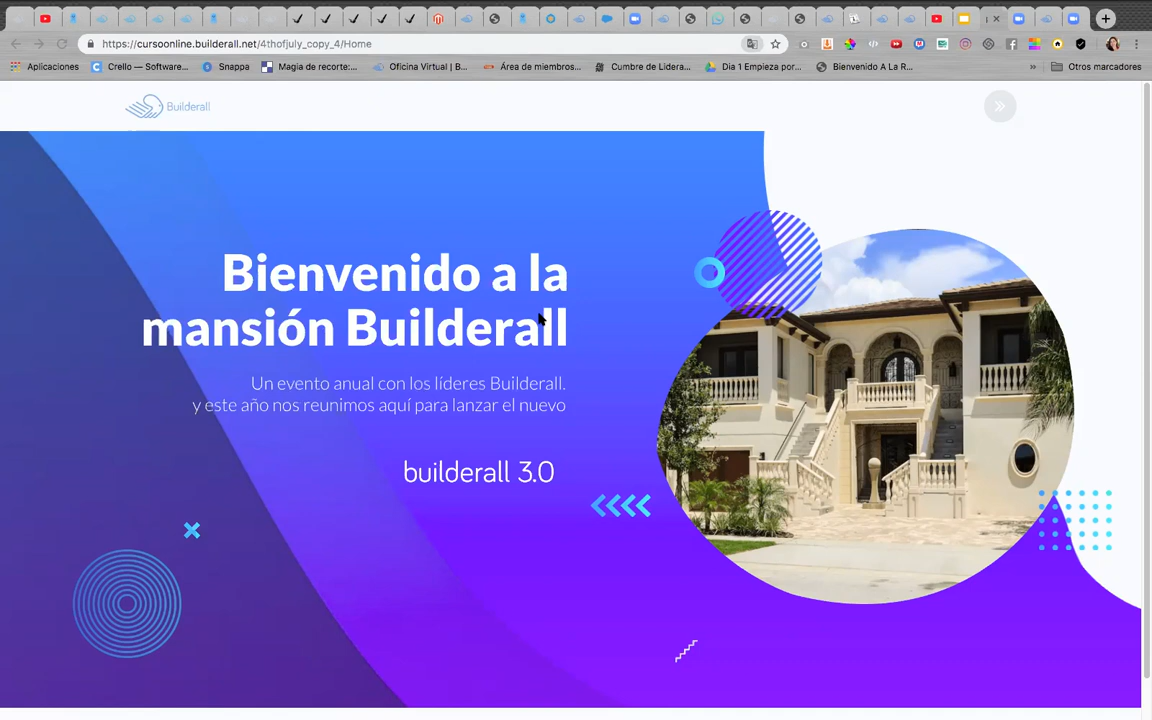 https://cursoonline.builderall.net/4thofjuly_copy_4/Home
Aplicaciones
Crello — Software...
Snappa
Magia de recorte:...
Oficina Virtual | B...
Área de miembros...
Cumbre de Lidera...
Dia 1 Empieza por...
Bienvenido A La R...
»
Otros marcadores
Builderall
Bienvenido a la
mansión Builderall
Un evento anual con los líderes Builderall.
y este año nos reunimos aquí para lanzar el nuevo
builderall 3.0